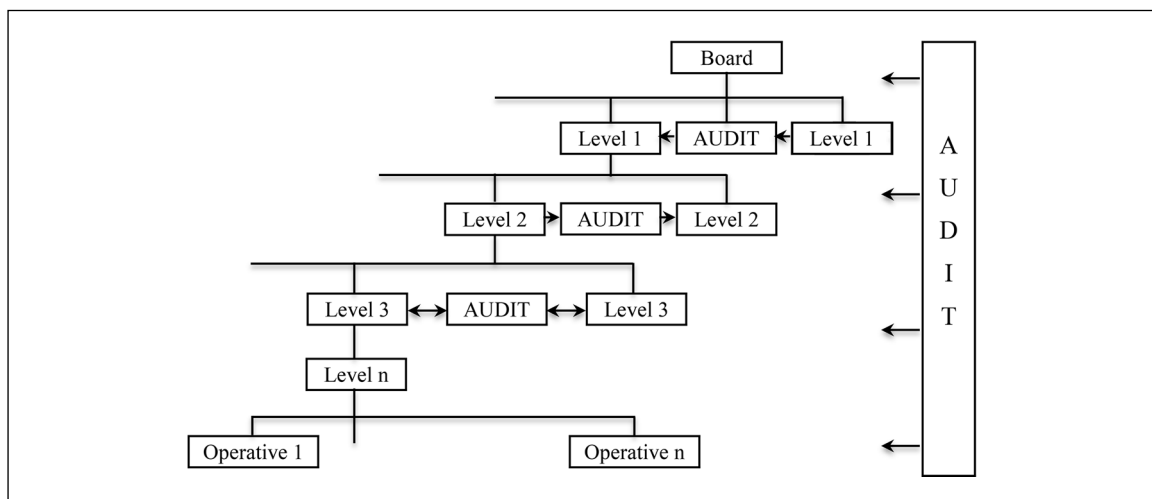 Board
Level 1
AUDIT
Level 1
Level 2
AUDIT
Level 2
Level 3
AUDIT
Level 3
Level n
Operative 1
Operative n
A
U
D
I
T